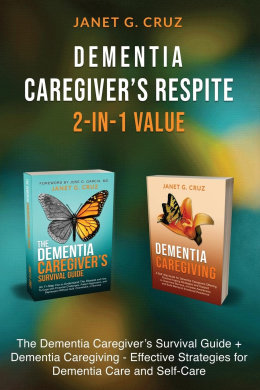 JANET G. CRUZ
DEMENTIA
CAREGIVER'S RESPITE
2-IN-1 VALUE
JANET G. CRUZ
THE
DEMENTIA
CAREGIVER'S
SURVIVAL GUIDE
JANET G. CRUZ
DEMENTIA
CAREGIVING
The Dementia Caregiver's Survival Guide +
Dementia Caregiving - Effective Strategies for
Dementia Care and Self-Care